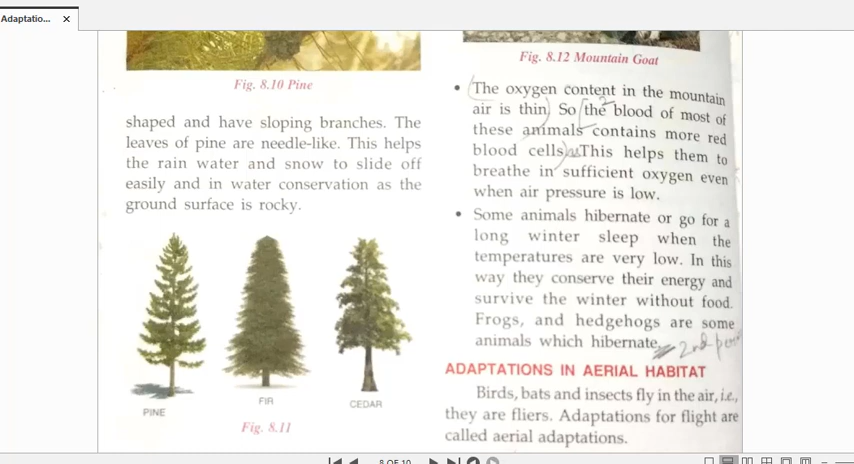 Adaptatio... ×
Fig. 8.10 Pine
shaped and have sloping branches. The
leaves of pine are needle-like. This helps
the rain water and snow to slide off
easily and in water conservation as the
ground surface is rocky.
PINE
FIR
CEDAR
Fig. 8.11
Fig. 8.12 Mountain Goat
• The oxygen content in the mountain
air is thin. So the blood of most of
these animals contains more red
blood cells. This helps them to
breathe in sufficient oxygen even
when air pressure is low.
• Some animals hibernate or go for a
long winter sleep when the
temperatures are very low. In this
way they conserve their energy and
survive the winter without food.
Frogs, and hedgehogs are some
animals which hibernate.
2nd
ADAPTATIONS IN AERIAL HABITAT
Birds, bats and insects fly in the air, i.e.,
they are fliers. Adaptations for flight are
called aerial adaptations.
8 OF 10